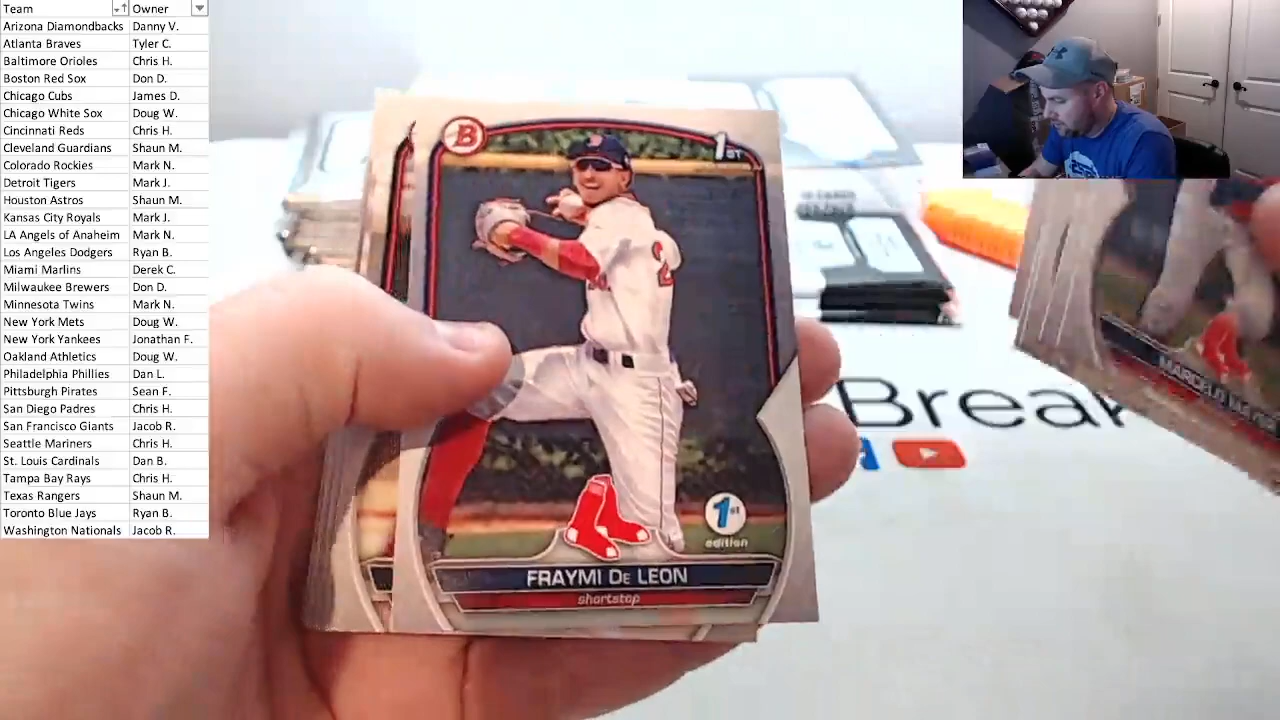 Team Owner
Arizona Diamondbacks Danny V.
Atlanta Braves Tyler C.
Baltimore Orioles Chris H.
Boston Red Sox Don D.
Chicago Cubs James D.
Chicago White Sox Doug W.
Cincinnati Reds Chris H.
Cleveland Guardians Shaun M.
Colorado Rockies Mark N.
Detroit Tigers Mark J.
Houston Astros Shaun M.
Kansas City Royals Mark J.
LA Angels of Anaheim Mark N.
Los Angeles Dodgers Ryan B.
Miami Marlins Derek C.
Milwaukee Brewers Don D.
Minnesota Twins Mark N.
New York Mets Doug W.
New York Yankees Jonathan F.
Oakland Athletics Doug W.
Philadelphia Phillies Dan L.
Pittsburgh Pirates Sean F.
San Diego Padres Chris H.
San Francisco Giants Jacob R.
Seattle Mariners Chris H.
St. Louis Cardinals Dan B.
Tampa Bay Rays Chris H.
Texas Rangers Shaun M.
Toronto Blue Jays Ryan B.
Washington Nationals Jacob R.
B
1ST
2
1st
edition
FRAYMI De LEON
shortstop
MARCELO
Break